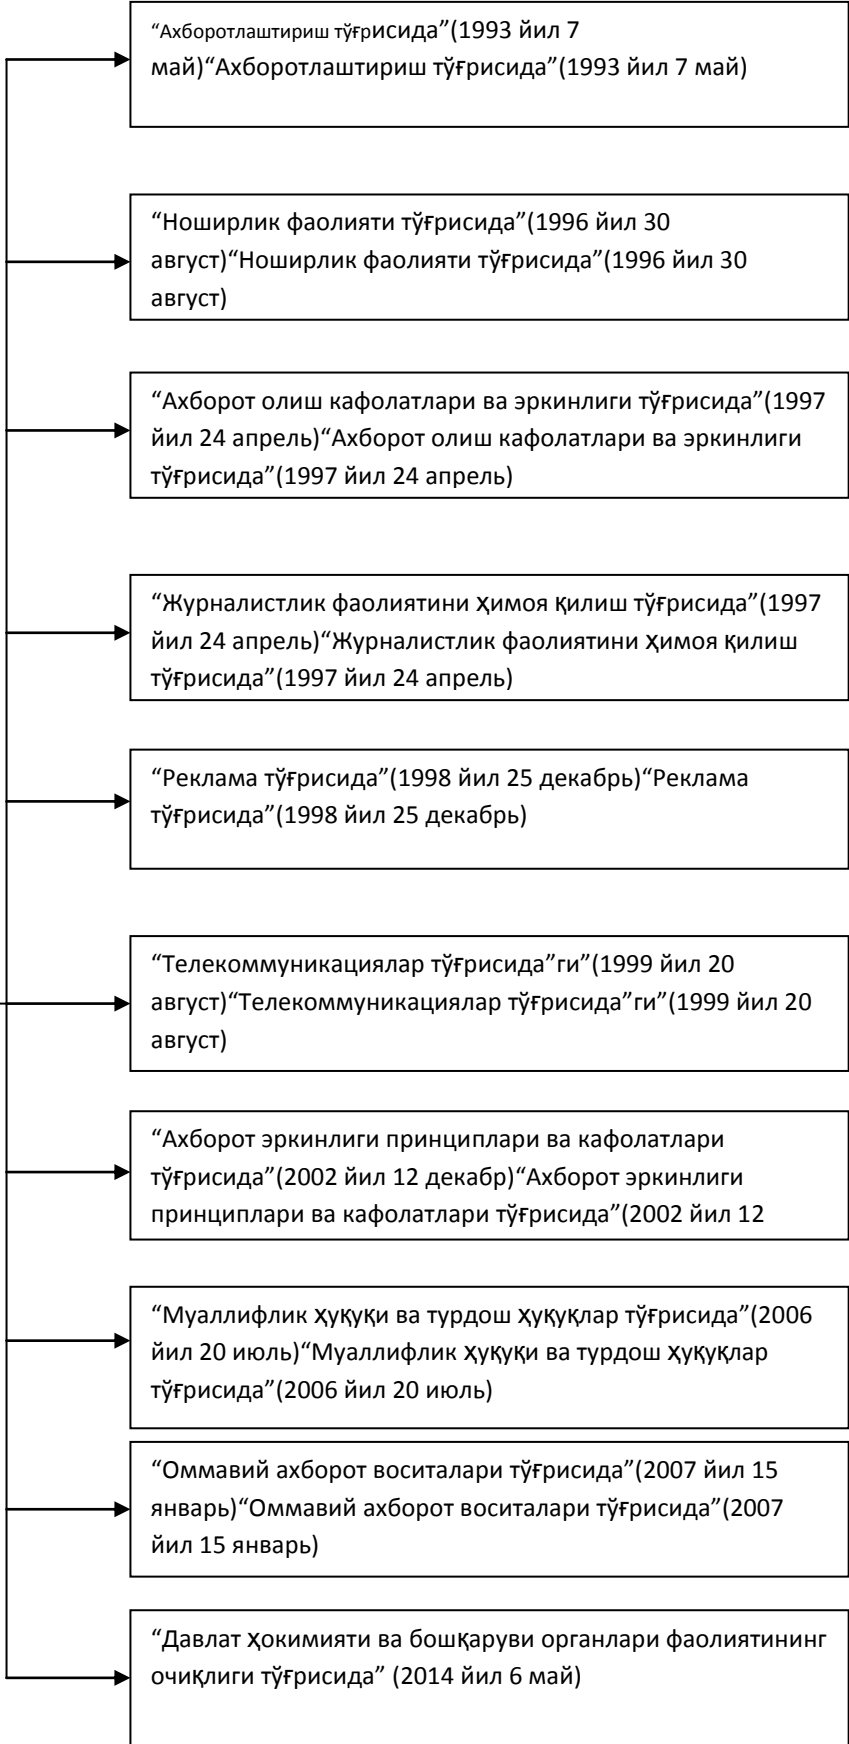 “Ахборотлаштириш тўғрисида”(1993 йил 7
май)“Ахборотлаштириш тўғрисида”(1993 йил 7 май)
“Ноширлик фаолияти тўғрисида”(1996 йил 30
август)“Ноширлик фаолияти тўғрисида”(1996 йил 30
август)
“Ахборот олиш кафолатлари ва эркинлиги тўғрисида”(1997
йил 24 апрель)“Ахборот олиш кафолатлари ва эркинлиги
тўғрисида”(1997 йил 24 апрель)
“Журналистлик фаолиятини ҳимоя қилиш тўғрисида”(1997
йил 24 апрель)“Журналистлик фаолиятини ҳимоя қилиш
тўғрисида”(1997 йил 24 апрель)
“Реклама тўғрисида”(1998 йил 25 декабрь)“Реклама
тўғрисида”(1998 йил 25 декабрь)
“Телекоммуникациялар тўғрисида”ги”(1999 йил 20
август)“Телекоммуникациялар тўғрисида”ги”(1999 йил 20
август)
“Ахборот эркинлиги принциплари ва кафолатлари
тўғрисида”(2002 йил 12 декабр)“Ахборот эркинлиги
принциплари ва кафолатлари тўғрисида”(2002 йил 12
“Муаллифлик ҳуқуқи ва турдош ҳуқуқлар тўғрисида”(2006
йил 20 июль)“Муаллифлик ҳуқуқи ва турдош ҳуқуқлар
тўғрисида”(2006 йил 20 июль)
“Оммавий ахборот воситалари тўғрисида”(2007 йил 15
январь)“Оммавий ахборот воситалари тўғрисида”(2007
йил 15 январь)
“Давлат ҳокимияти ва бошқаруви органлари фаолиятининг
очиқлиги тўғрисида” (2014 йил 6 май)